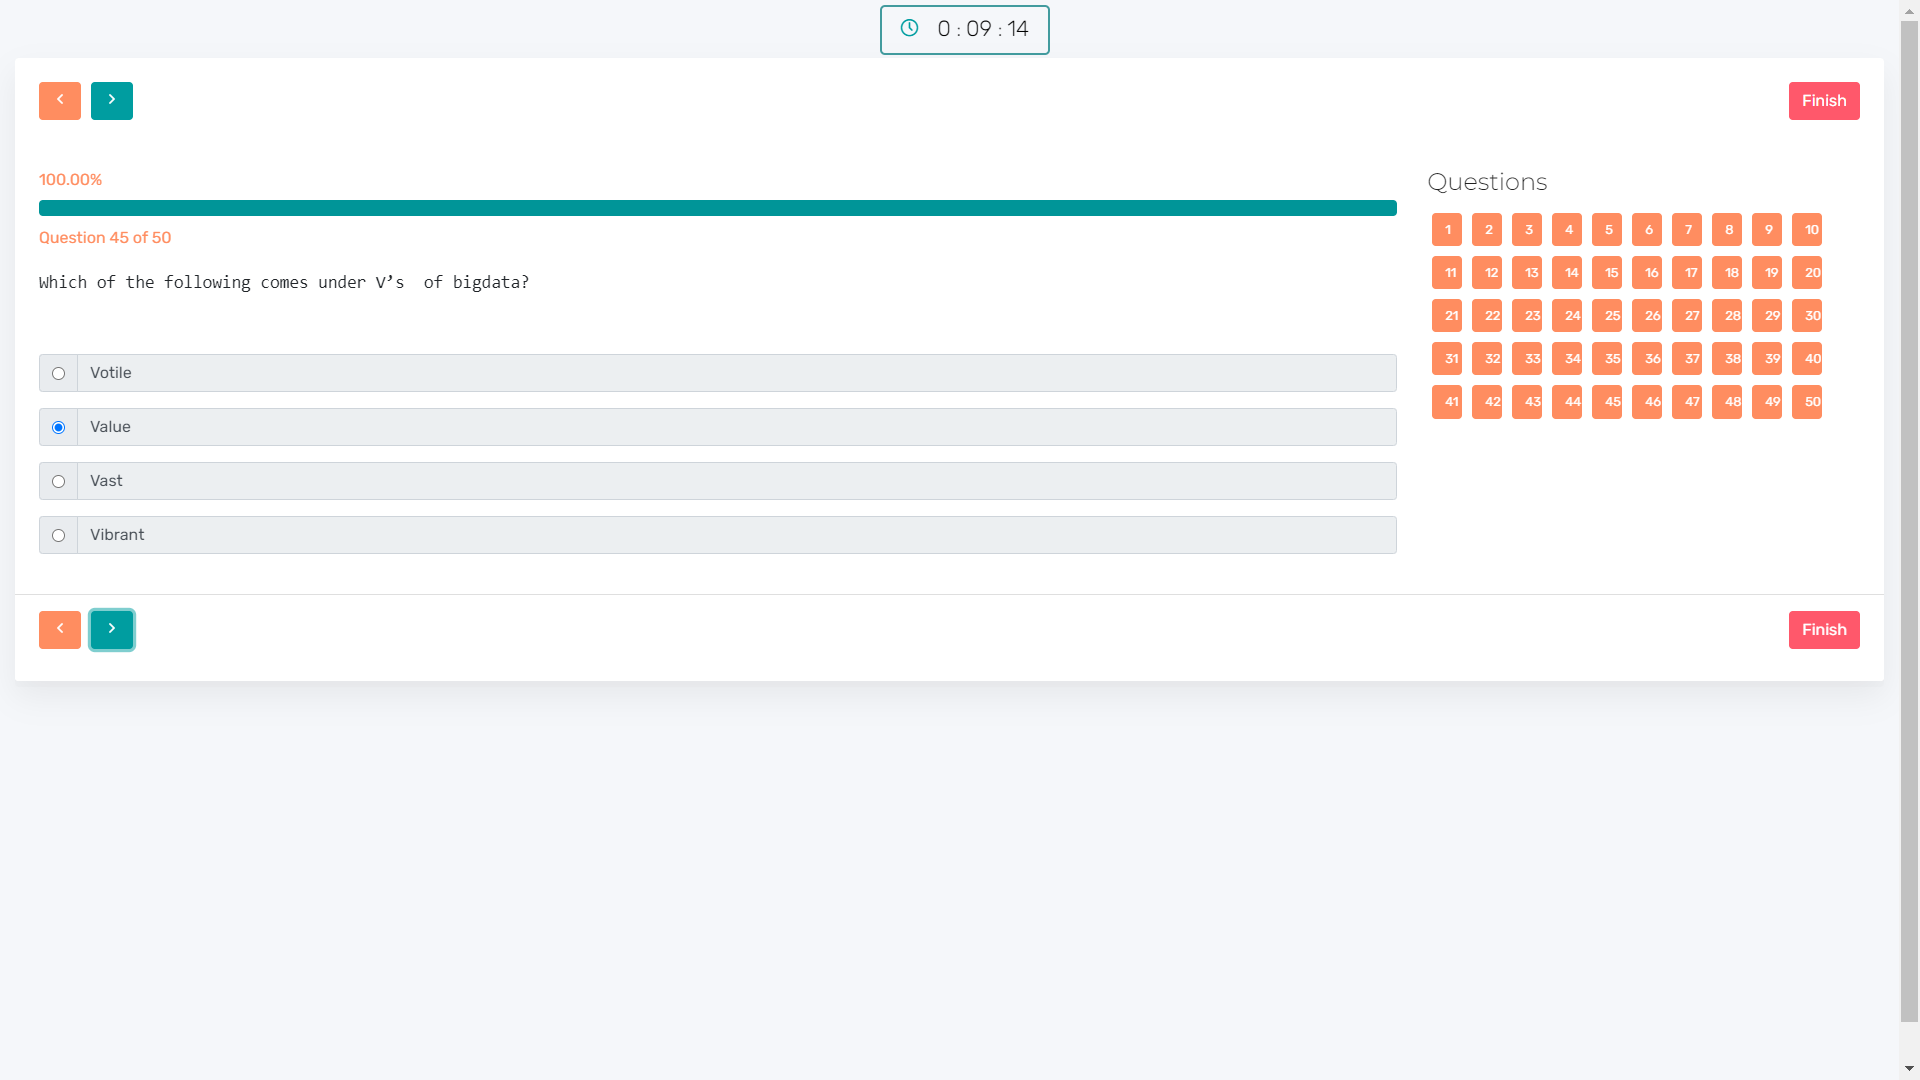 0 : 09 : 14
Finish
100.00%
Question 45 of 50
Which of the following comes under V’s  of bigdata?
Votile
Value
Vast
Vibrant
Questions
1 2 3 4 5 6 7 8 9 10
11 12 13 14 15 16 17 18 19 20
21 22 23 24 25 26 27 28 29 30
31 32 33 34 35 36 37 38 39 40
41 42 43 44 45 46 47 48 49 50
Finish